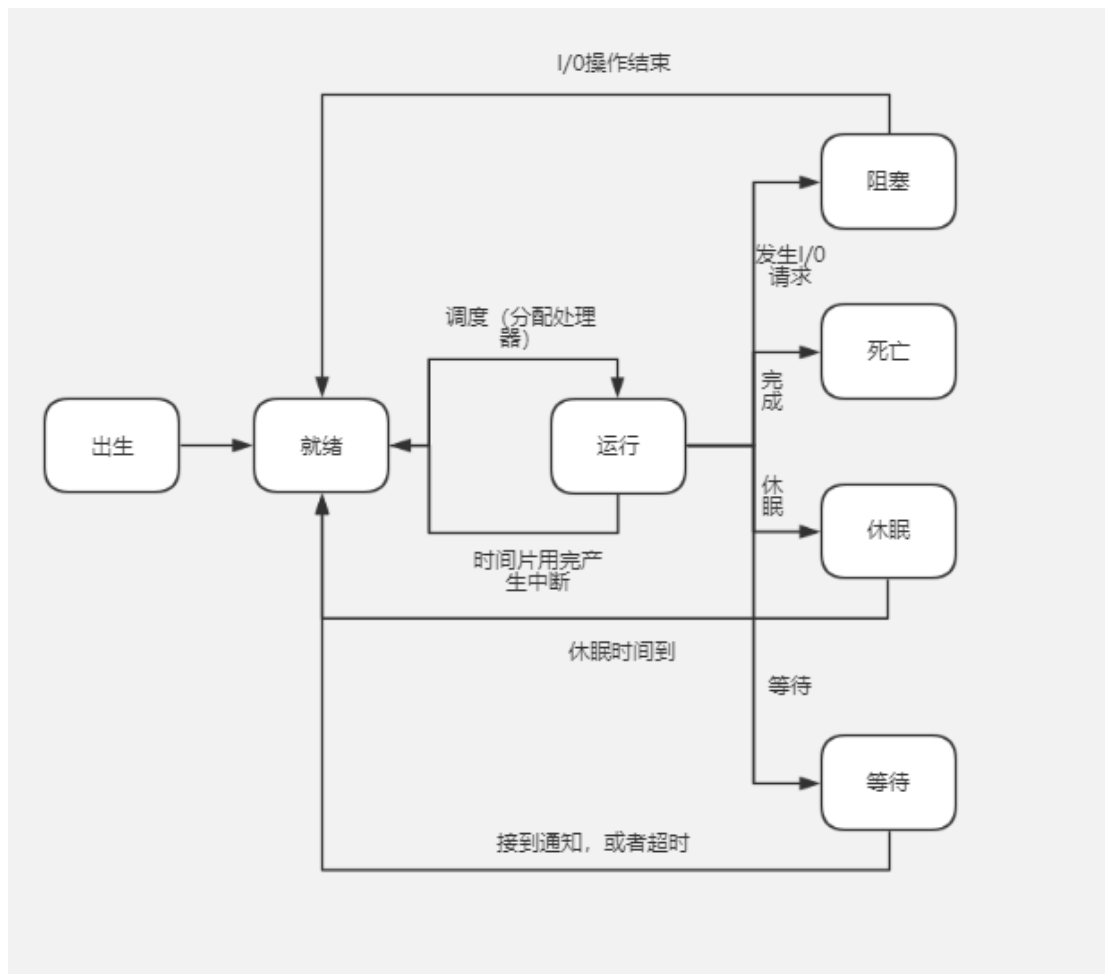 I/0操作结束
阻塞
发生I/0
请求
调度（分配处理
器）
死亡
完
成
出生
就绪
运行
休
眠
休眠
时间片用完产
生中断
休眠时间到
等待
等待
接到通知，或者超时